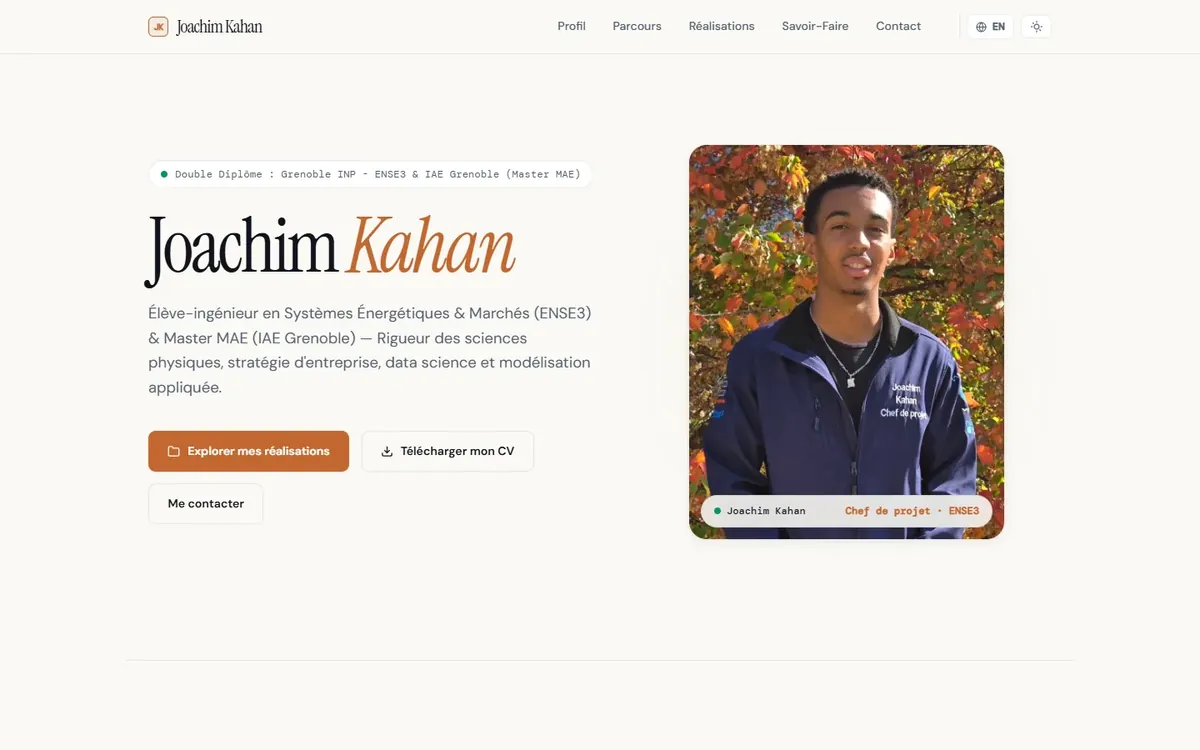 JK Joachim Kahan
Profil Parcours Réalisations Savoir-Faire Contact EN
Double Diplôme : Grenoble INP - ENSE3 & IAE Grenoble (Master MAE)
Joachim Kahan
Élève-ingénieur en Systèmes Énergétiques & Marchés (ENSE3)
& Master MAE (IAE Grenoble) — Rigueur des sciences
physiques, stratégie d'entreprise, data science et modélisation
appliquée.
Explorer mes réalisations
Télécharger mon CV
Me contacter
Joachim
Kahan
Chef de projet
Joachim Kahan
Chef de projet · ENSE3